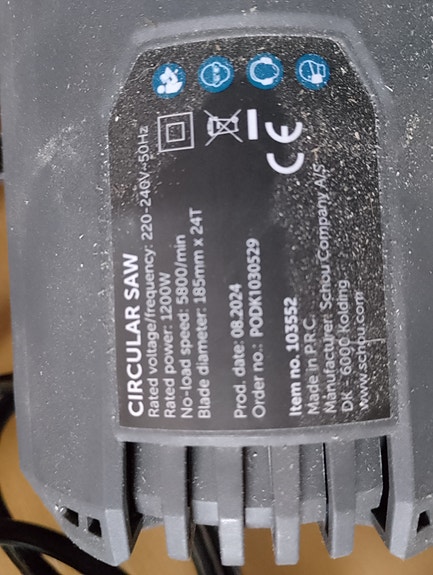 CIRCULAR SAW
Rated voltage/frequency: 220-240V~50Hz
Rated power: 1200W
No-load speed: 5800/min
Blade diameter: 185mm x 24T
Prod. date: 08.2024
Order no.: PODK1030529
Item no. 103552
Made in P.R.C.
Manufacturer: Schou Company A/S
DK - 6000 Kolding
www.schou.com
CE